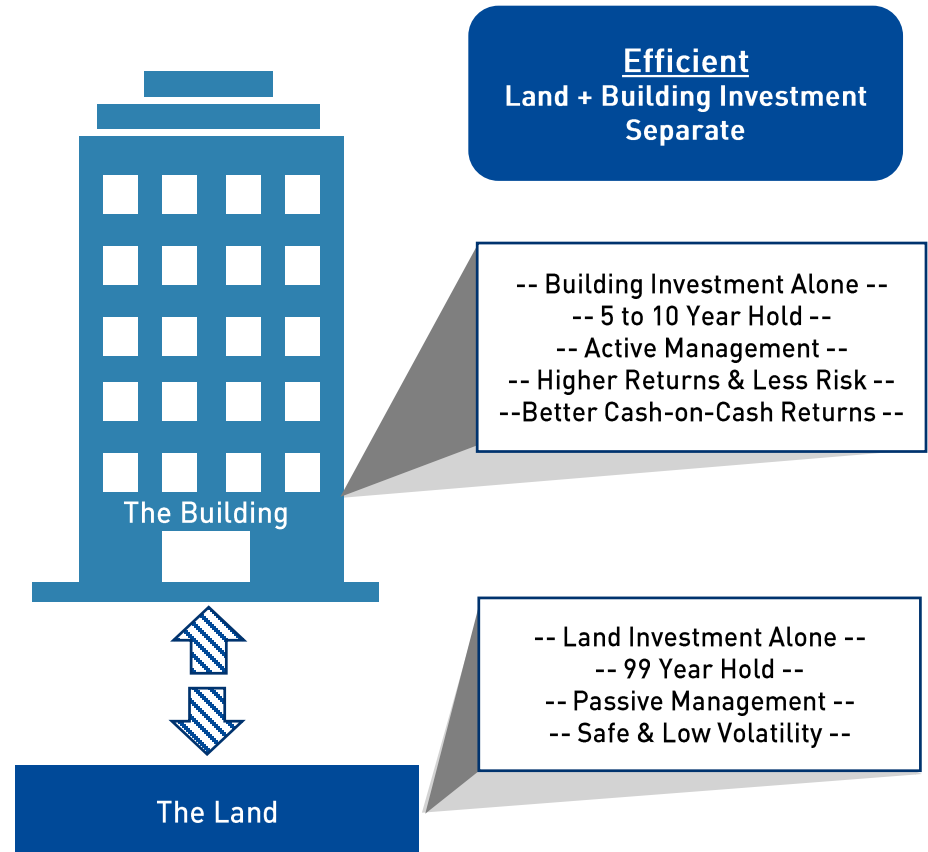 Efficient
Land + Building Investment
Separate
-- Building Investment Alone --
-- 5 to 10 Year Hold --
-- Active Management --
-- Higher Returns & Less Risk --
--Better Cash-on-Cash Returns --
The Building
-- Land Investment Alone --
-- 99 Year Hold --
-- Passive Management --
-- Safe & Low Volatility --
The Land